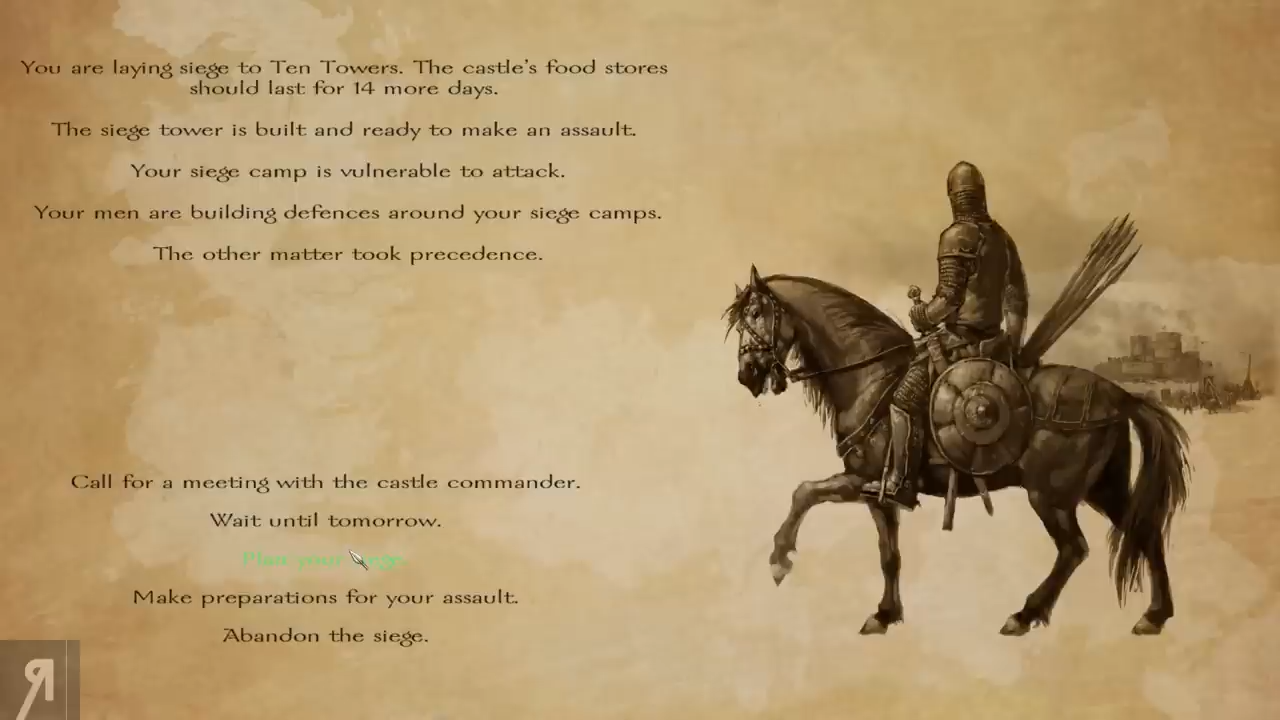 You are laying siege to Ten Towers. The castle's food stores
should last for 14 more days.
The siege tower is built and ready to make an assault.
Your siege camp is vulnerable to attack.
Your men are building defences around your siege camps.
The other matter took precedence.
Call for a meeting with the castle commander.
Wait until tomorrow.
Plan your siege.
Make preparations for your assault.
Abandon the siege.